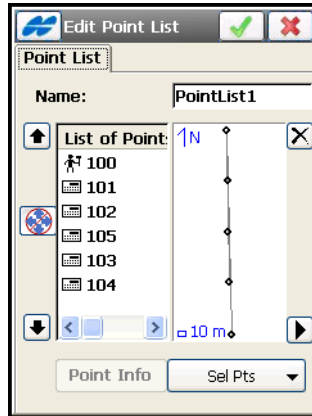 Edit Point List
Point List
Name: PointList1
List of Point:
N
100
101
102
105
103
104
10 m
Point Info Sel Pts